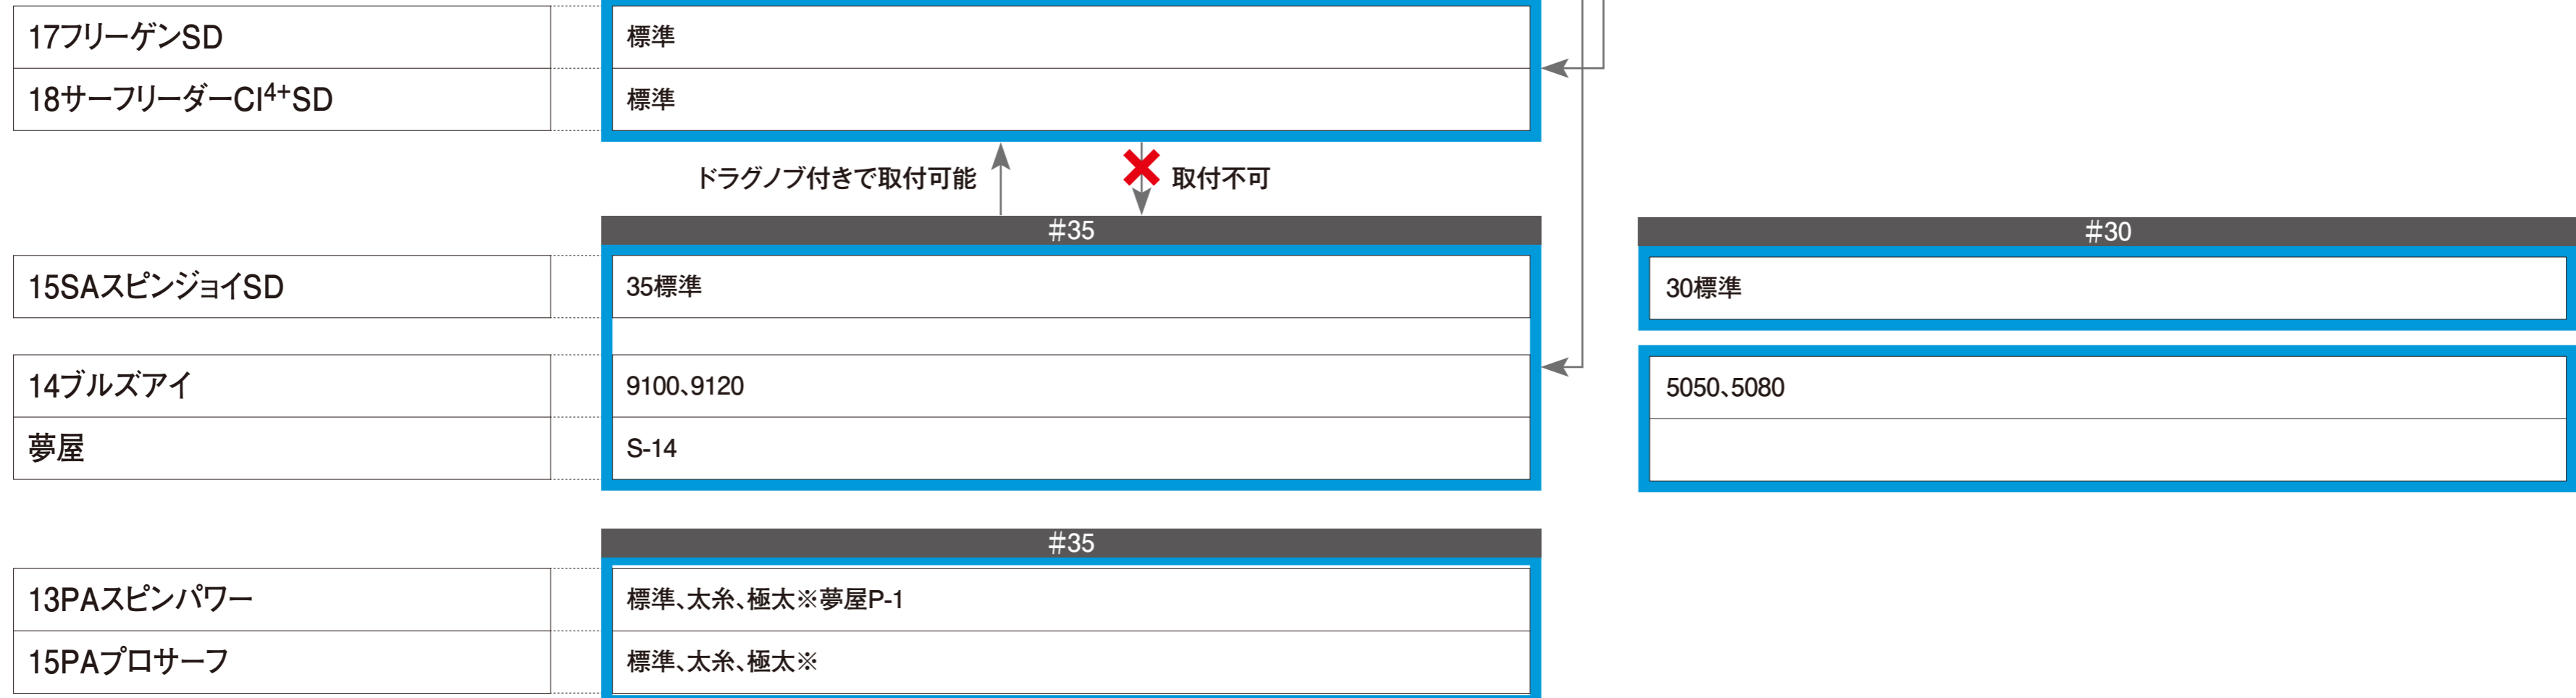 17フリーゲンSD 標準
18サーフリーダーCI4+SD 標準
ドラグノブ付きで取付可能 取付不可
#35 #30
15SAスピンジョイSD 35標準 30標準
14ブルズアイ 9100、9120 5050、5080
夢屋 S-14
#35
13PAスピンパワー 標準、太糸、極太※夢屋P-1
15PAプロサーフ 標準、太糸、極太※